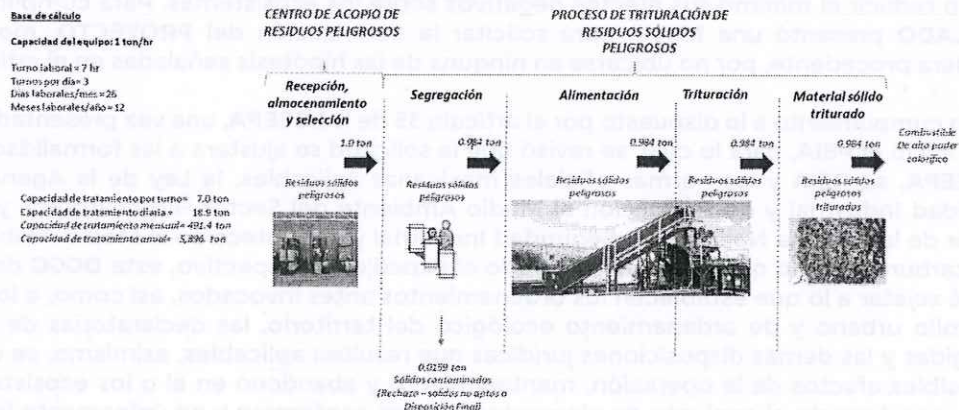 Base de cálculo
Capacidad del equipo: 1 ton/hr
Turno laboral = 7 hr
Turnos por día = 3
Días laborales/mes = 26
Meses laborales/año = 12
Capacidad de tratamiento por turno = 7.0 ton
Capacidad de tratamiento diaria = 18.9 ton
Capacidad de tratamiento mensual = 491.4 ton
Capacidad de tratamiento anual = 5,896. ton
CENTRO DE ACOPIO DE
RESIDUOS PELIGROSOS
PROCESO DE TRITURACIÓN DE
RESIDUOS SÓLIDOS
PELIGROSOS
Recepción,
almacenamiento
y selección
1.0 ton
Residuos sólidos
Segregación
0.984 ton
Residuos sólidos
peligrosos
0.0159 ton
Sólidos contaminados
(Rechazo – solidos no aptos a
Disposición Final)
Alimentación
0.984 ton
Residuos sólidos
peligrosos
Trituración
0.984 ton
Residuos sólidos
peligrosos
Material sólido
triturado
0.984 ton
Residuos sólidos
peligrosos
triturados
Combustible
De alto poder
calorífico